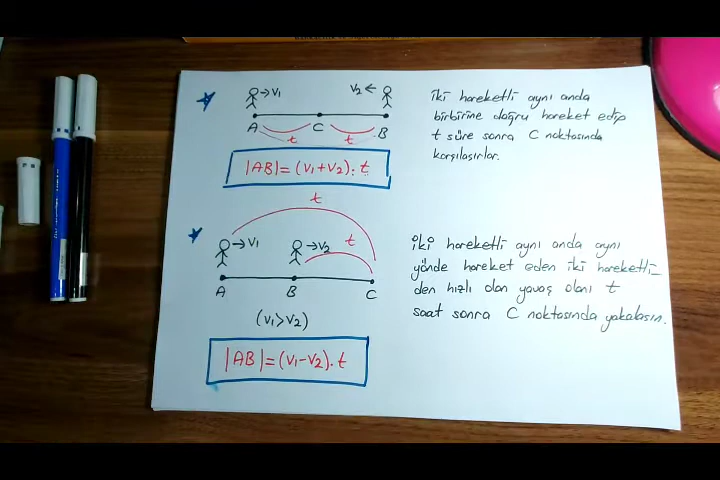 →V1
V2←
A
C
B
t
t
|AB|=(V1+V2).t
iki hareketli aynı anda
birbirine doğru hareket edip
t süre sonra C noktasında
karşılaşırlar.
t
→V1
→V2
t
A
B
C
(V1>V2)
|AB|=(V1-V2).t
iki hareketli aynı anda aynı
yönde hareket eden iki hareketli-
den hızlı olan yavaş olanı t
saat sonra C noktasında yakalasın.